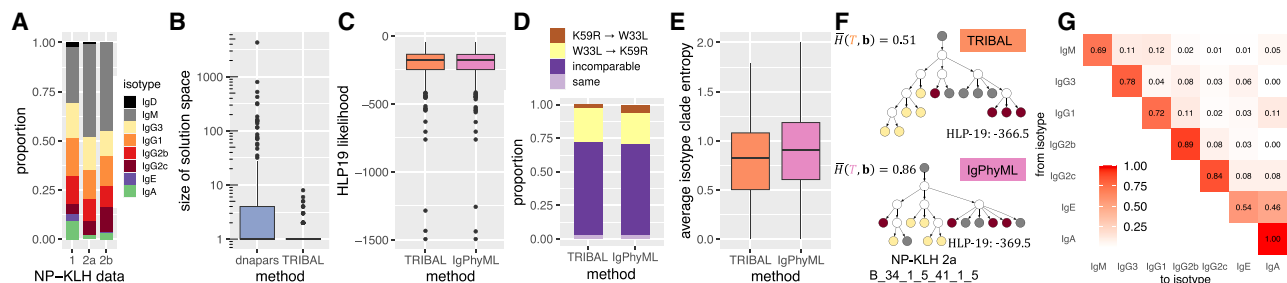 A
1.00
0.75
0.50
0.25
0.00
proportion
1 2a 2b
NP−KLH data
isotype
IgD
IgM
IgG3
IgG1
IgG2b
IgG2c
IgE
IgA
B
size of solution space
1000
100
10
1
dnapars TRIBAL
method
C
HLP19 likelihood
0
−500
−1000
−1500
TRIBAL IgPhyML
method
D
K59R → W33L
W33L → K59R
incomparable
same
proportion
1.00
0.75
0.50
0.25
0.00
TRIBAL IgPhyML
method
E
average isotype clade entropy
2.0
1.5
1.0
0.5
0.0
TRIBAL IgPhyML
method
F
H̅(T, b) = 0.51
TRIBAL
HLP-19: -366.5
H̅(T, b) = 0.86
IgPhyML
HLP-19: -369.5
NP-KLH 2a
B_34_1_5_41_1_5
G
IgM 0.69 0.11 0.12 0.02 0.01 0.01 0.05
IgG3 0.78 0.04 0.08 0.03 0.06 0.00
IgG1 0.72 0.11 0.02 0.03 0.11
IgG2b 0.89 0.08 0.03 0.00
IgG2c 0.84 0.08 0.08
IgE 0.54 0.46
IgA 1.00
from isotype
1.00
0.75
0.50
0.25
IgM IgG3 IgG1 IgG2b IgG2c IgE IgA
to isotype